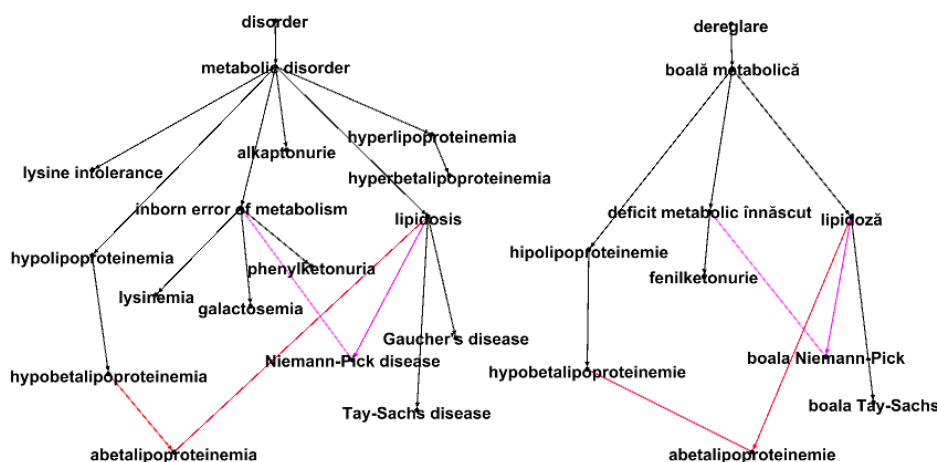 disorder
metabolic disorder
hyperlipoproteinemia
alkaptonurie
lysine intolerance
hyperbetalipoproteinemia
inborn error of metabolism
lipidosis
hypolipoproteinemia
phenylketonuria
lysinemia
galactosemia
Gaucher's disease
Niemann-Pick disease
hypobetalipoproteinemia
Tay-Sachs disease
abetalipoproteinemia
dereglare
boală metabolică
deficit metabolic înnăscut
lipidoză
hipolipoproteinemie
fenilketonurie
boala Niemann-Pick
hypobetalipoproteinemie
boala Tay-Sachs
abetalipoproteinemie